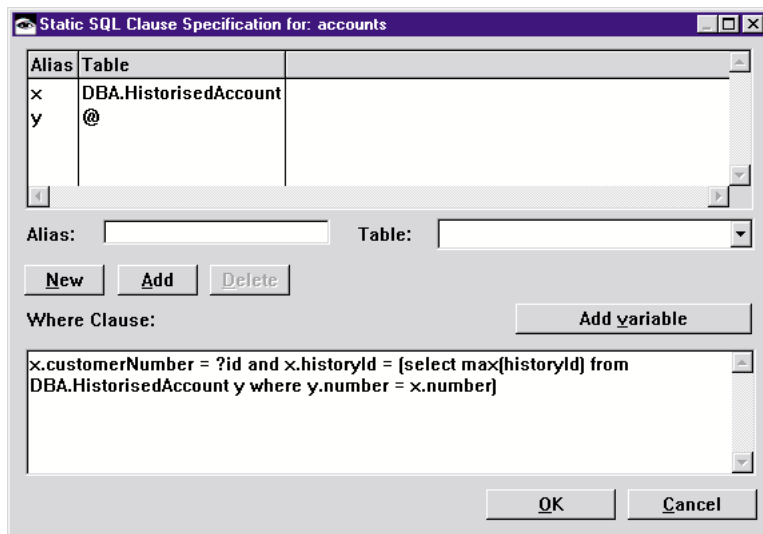 Static SQL Clause Specification for: accounts
Alias Table
x DBA.HistorisedAccount
y @
Alias: Table:
New Add Delete
Where Clause: Add variable
x.customerNumber = ?id and x.historyId = (select max(historyId) from
DBA.HistorisedAccount y where y.number = x.number)
OK Cancel